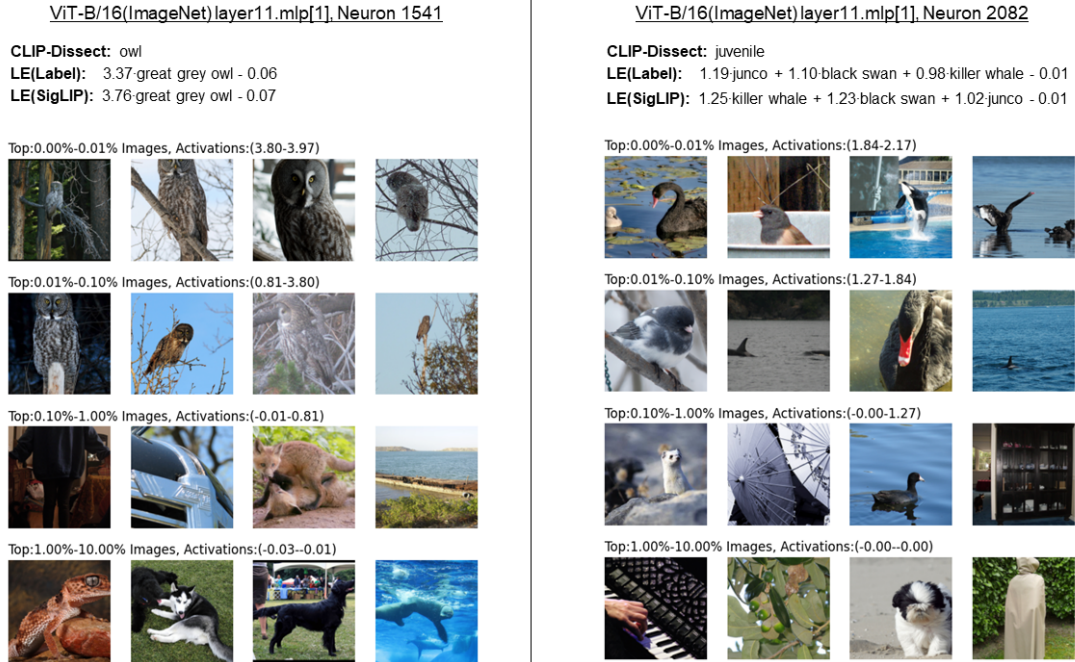 ViT-B/16(ImageNet) layer11.mlp[1], Neuron 1541
CLIP-Dissect: owl
LE(Label): 3.37·great grey owl - 0.06
LE(SigLIP): 3.76·great grey owl - 0.07
Top:0.00%-0.01% Images, Activations:(3.80-3.97)
Top:0.01%-0.10% Images, Activations:(0.81-3.80)
Top:0.10%-1.00% Images, Activations:(-0.01-0.81)
Top:1.00%-10.00% Images, Activations:(-0.03--0.01)
ViT-B/16(ImageNet) layer11.mlp[1], Neuron 2082
CLIP-Dissect: juvenile
LE(Label): 1.19·junco + 1.10·black swan + 0.98·killer whale - 0.01
LE(SigLIP): 1.25·killer whale + 1.23·black swan + 1.02·junco - 0.01
Top:0.00%-0.01% Images, Activations:(1.84-2.17)
Top:0.01%-0.10% Images, Activations:(1.27-1.84)
Top:0.10%-1.00% Images, Activations:(-0.00-1.27)
Top:1.00%-10.00% Images, Activations:(-0.00--0.00)